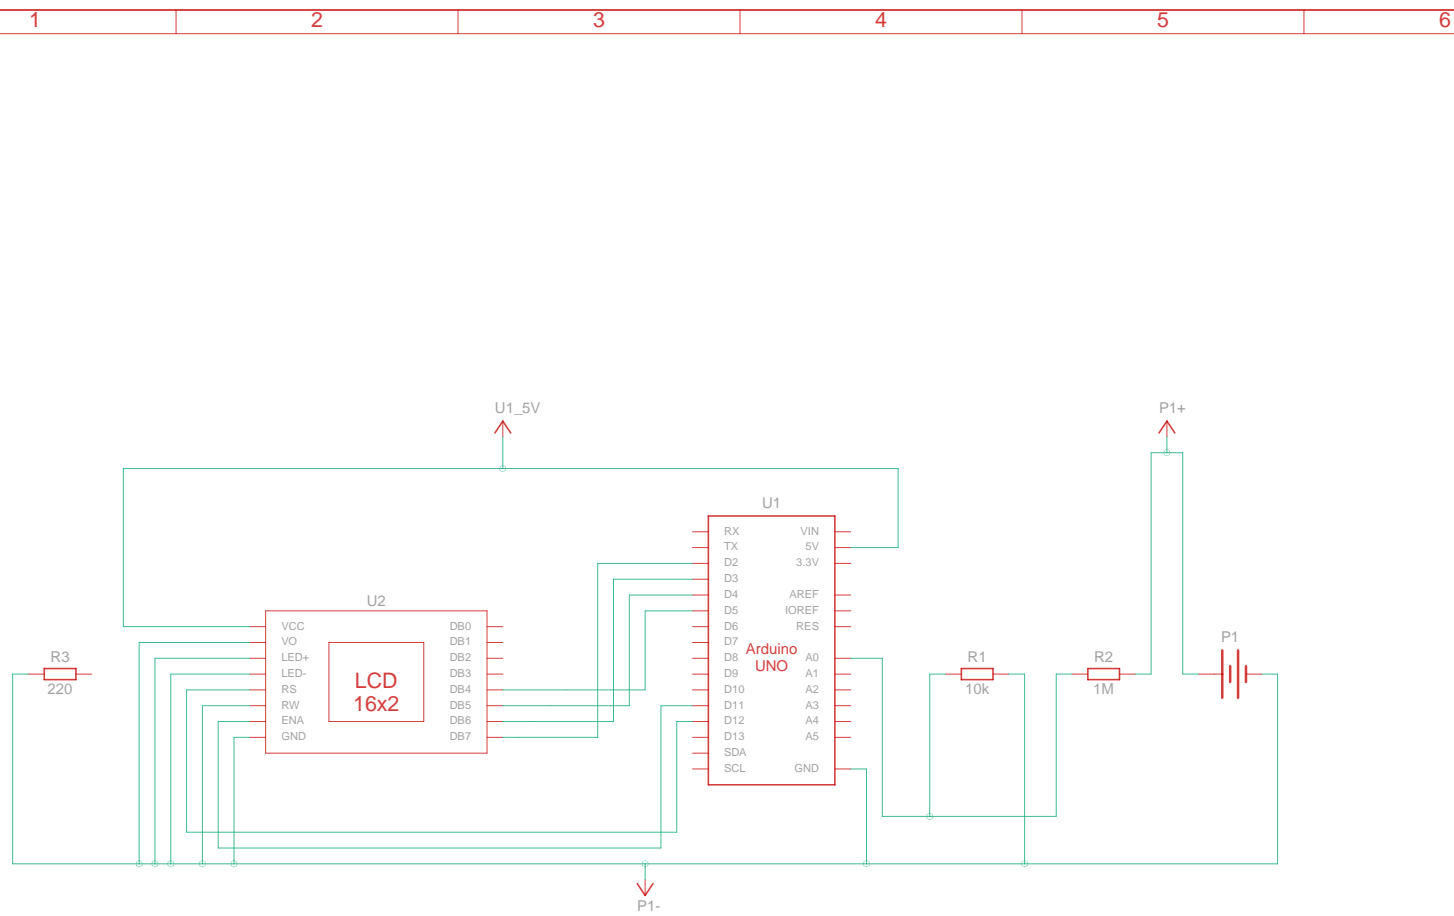 1 2 3 4 5 6
U1_5V P1+
U1
RX VIN
TX 5V
D2 3.3V
D3
D4 AREF
D5 IOREF
D6 RES
D7
D8 A0
D9 A1
D10 A2
D11 A3
D12 A4
D13 A5
SDA
SCL GND
Arduino
UNO
U2
VCC DB0
VO DB1
LED+ DB2
LED- DB3
RS DB4
RW DB5
ENA DB6
GND DB7
LCD
16x2
R3
220
R1
10k
R2
1M
P1
P1-